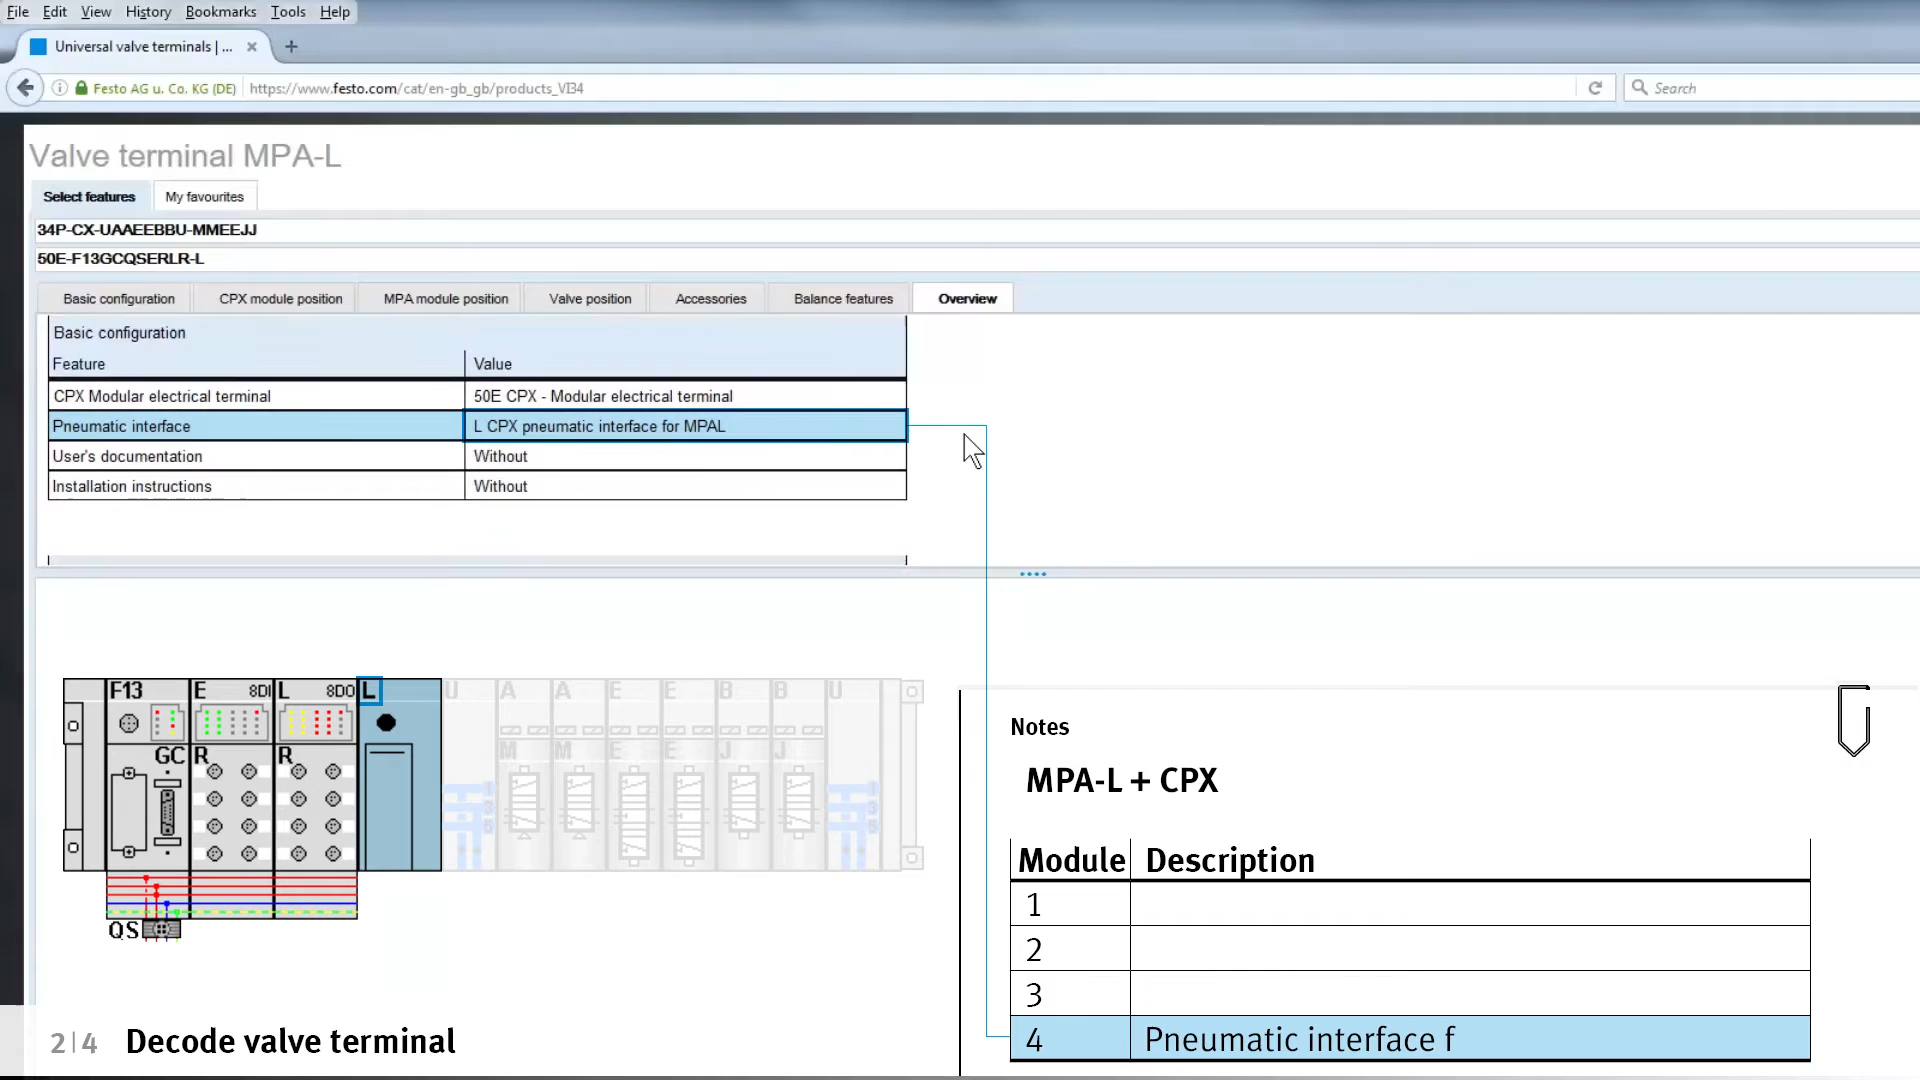 File Edit View History Bookmarks Tools Help
Universal valve terminals | ...
Festo AG u. Co. KG (DE) https://www.festo.com/cat/en-gb_gb/products_VI34 Search
Valve terminal MPA-L
Select features My favourites
34P-CX-UAAEEBBU-MMEEJJ
50E-F13GCQSERLR-L
Basic configuration CPX module position MPA module position Valve position Accessories Balance features Overview
Basic configuration
Feature Value
CPX Modular electrical terminal 50E CPX - Modular electrical terminal
Pneumatic interface L CPX pneumatic interface for MPAL
User's documentation Without
Installation instructions Without
F13 E 8DI L 8DO L U A A E E B B U
GC R R M M E E J J
QS
Notes
MPA-L + CPX
Module Description
1
2
3
4 Pneumatic interface f
2|4 Decode valve terminal